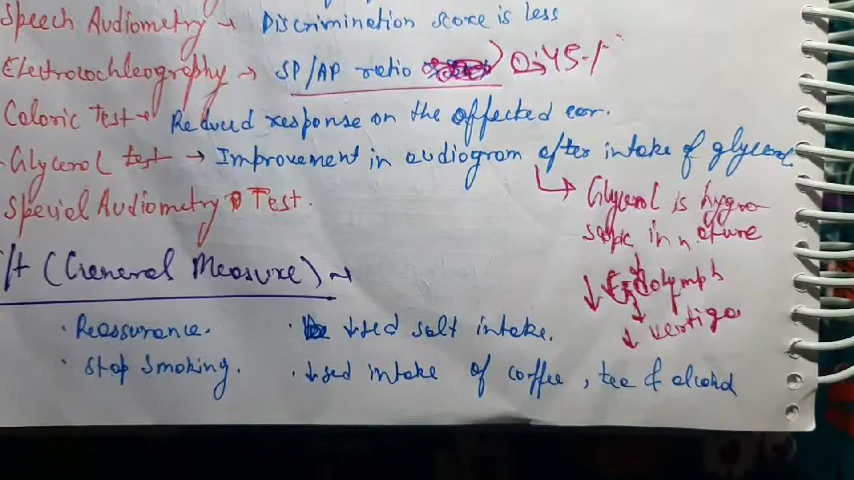 Speech Audiometry → Discrimination score is less
Electrocochleography → SP/AP ratio 0.45
Caloric Test → Reduced response on the affected ear.
Glycerol test → Improvement in audiogram after intake of glycerol.
↳ Glycerol is hygro
scopic in nature
Special Audiometry Test.
↓ Endolymph
↓ vertigo
(General Measure) →
· Reassurance.
· ↓sed salt intake.
· Stop Smoking.
· ↓sed intake of coffee, tea & alcohol